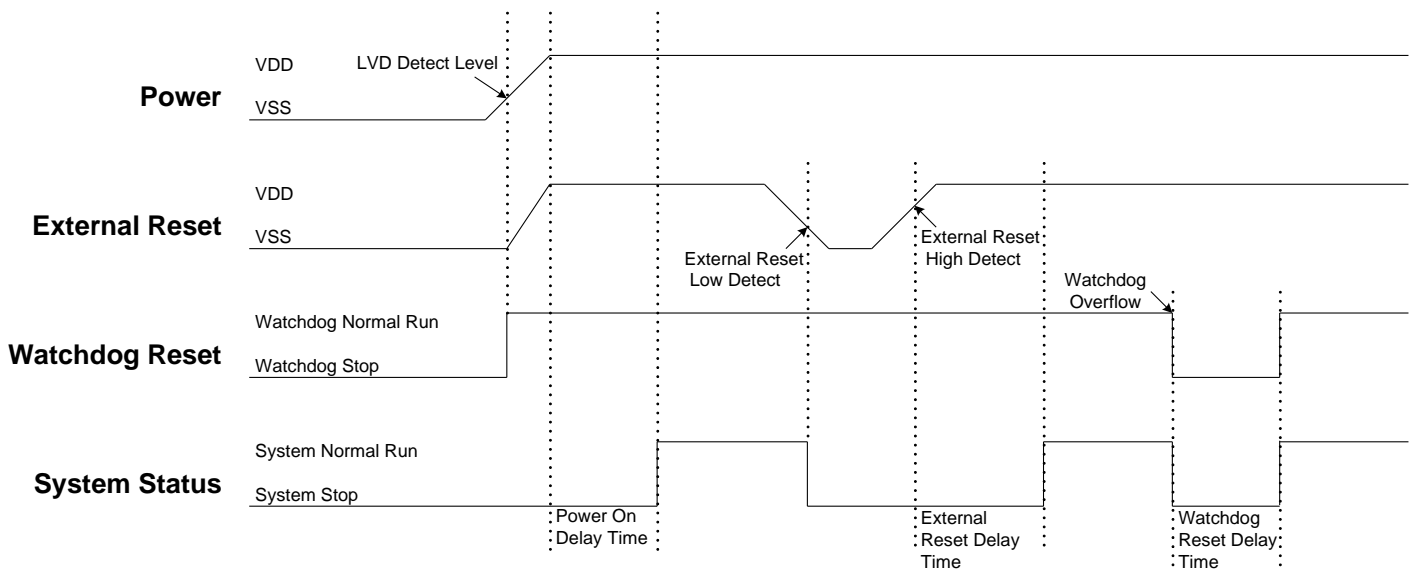 VDD
LVD Detect Level
Power
VSS
VDD
External Reset
VSS
External Reset
Low Detect
External Reset
High Detect
Watchdog
Overflow
Watchdog Normal Run
Watchdog Reset
Watchdog Stop
System Normal Run
System Status
System Stop
Power On
Delay Time
External
Reset Delay
Time
Watchdog
Reset Delay
Time